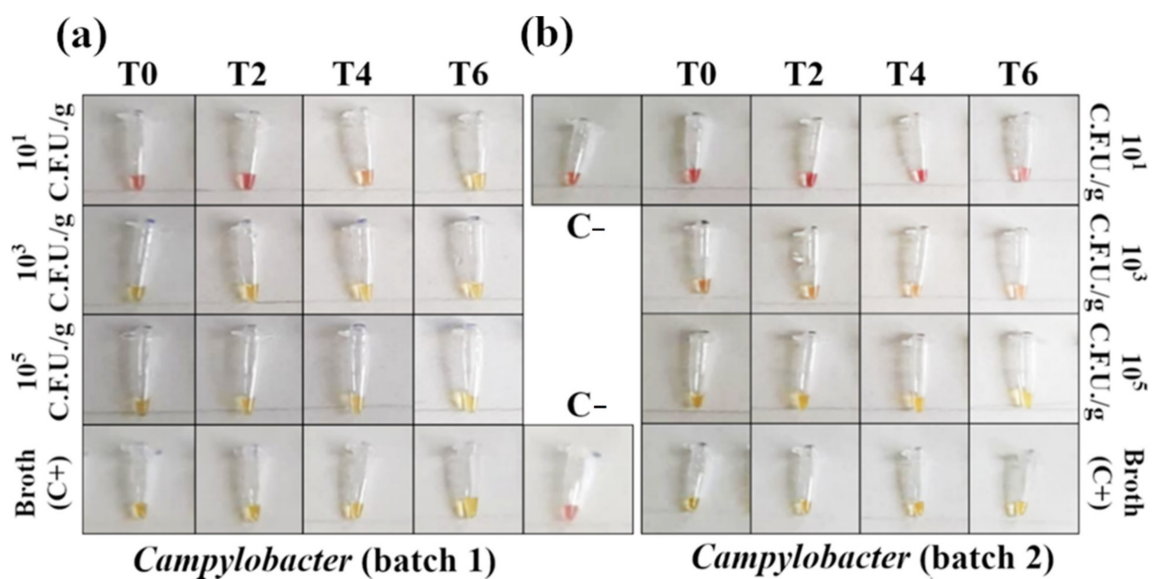 (a)
T0 T2 T4 T6
10¹ C.F.U./g
10³ C.F.U./g
10⁵ C.F.U./g
Broth (C+)
C-
Campylobacter (batch 1)
(b)
T0 T2 T4 T6
C-
10¹ C.F.U./g
10³ C.F.U./g
10⁵ C.F.U./g
Broth (C+)
Campylobacter (batch 2)